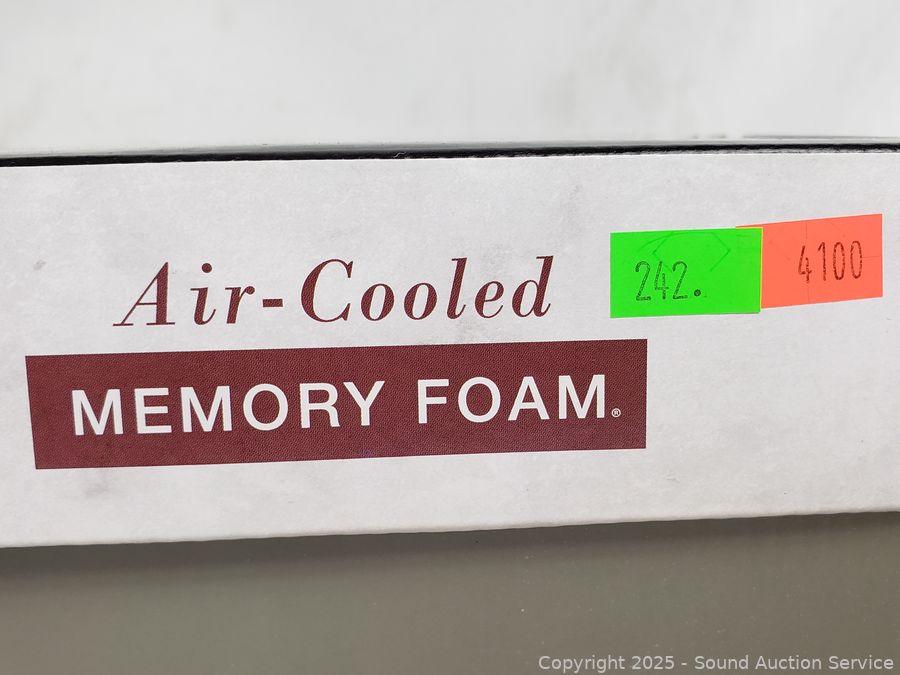 Air-Cooled
242.
4100
MEMORY FOAM®
Copyright 2025 - Sound Auction Service